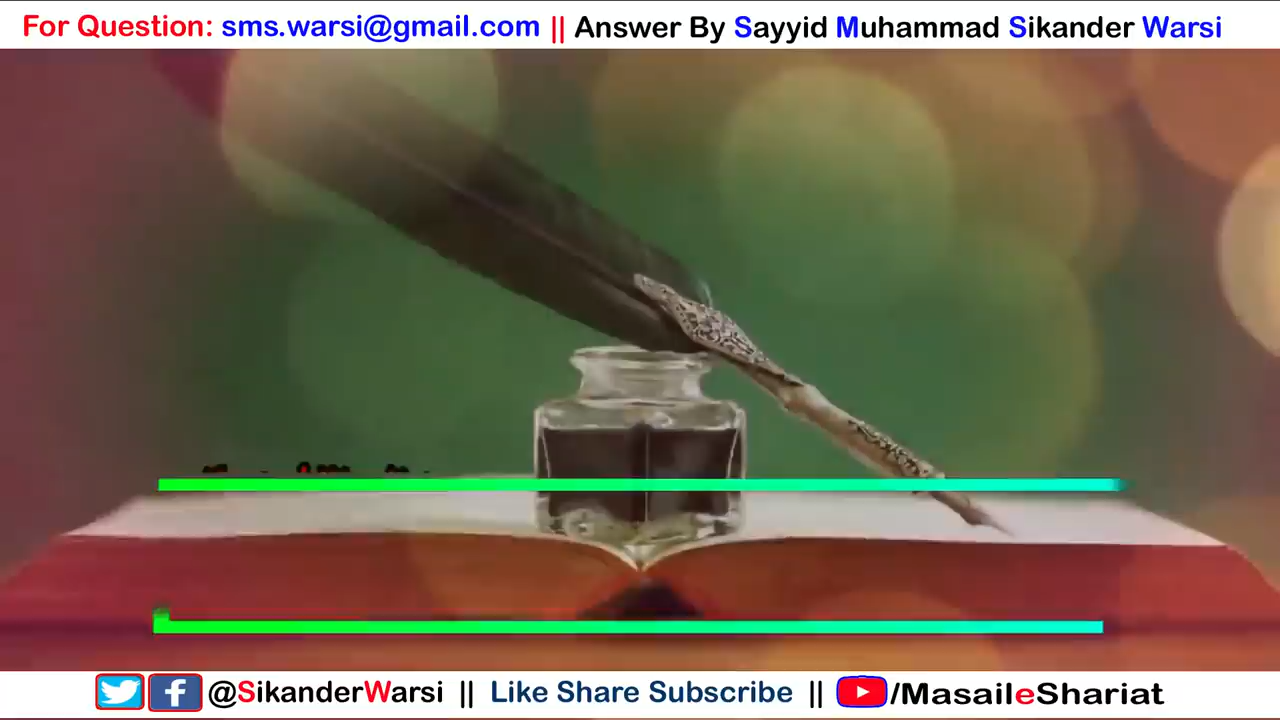 For Question: sms.warsi@gmail.com || Answer By Sayyid Muhammad Sikander Warsi
@SikanderWarsi || Like Share Subscribe || /MasaileShariat